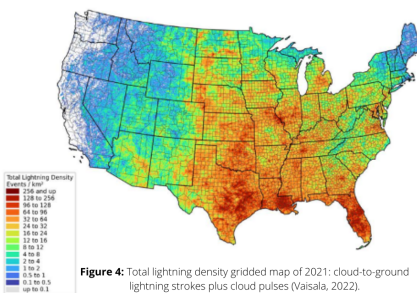 Total Lightning Density
Events / km²
256 and up
128 to 256
96 to 128
64 to 96
32 to 64
24 to 32
16 to 24
12 to 16
8 to 12
4 to 8
2 to 4
1 to 2
0.5 to 1
0.1 to 0.5
up to 0.1
Figure 4: Total lightning density gridded map of 2021: cloud-to-ground
lightning strokes plus cloud pulses (Vaisala, 2022).